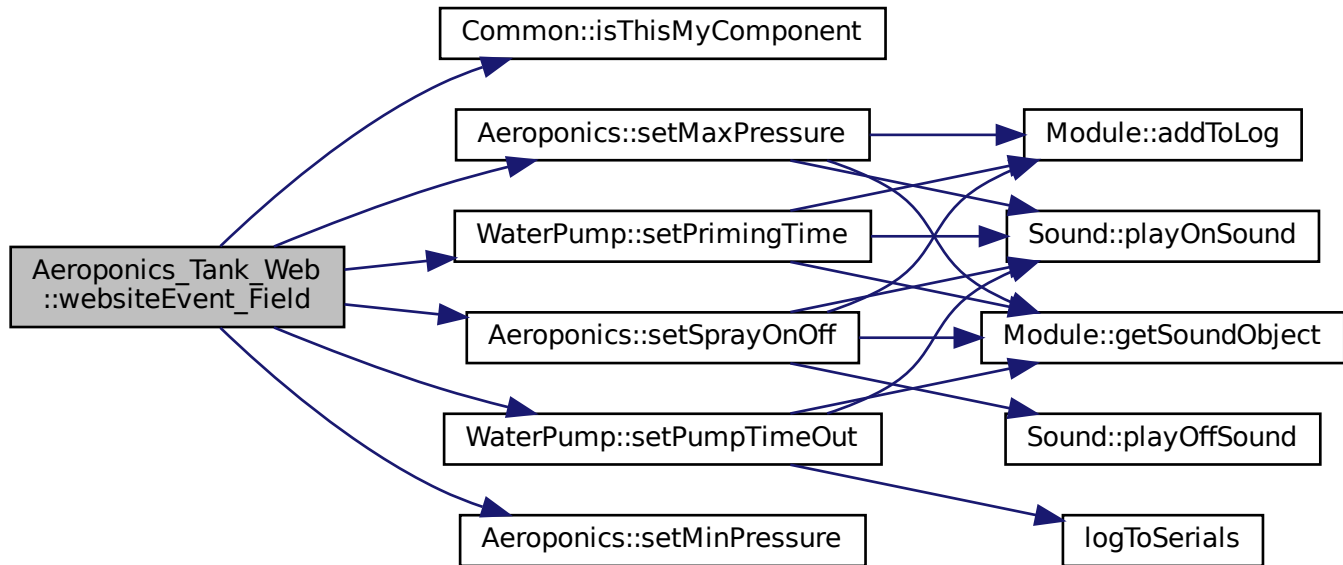 Common::isThisMyComponent
Aeroponics::setMaxPressure
Module::addToLog
WaterPump::setPrimingTime
Sound::playOnSound
Aeroponics_Tank_Web
::websiteEvent_Field
Aeroponics::setSprayOnOff
Module::getSoundObject
WaterPump::setPumpTimeOut
Sound::playOffSound
Aeroponics::setMinPressure
logToSerials